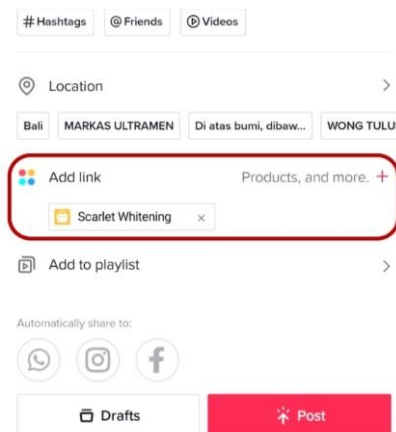 # Hashtags @ Friends Videos
Location
Bali MARKAS ULTRAMEN Di atas bumi, dibaw... WONG TULU
Add link Products, and more. +
Scarlet Whitening ×
Add to playlist
Automatically share to:
Drafts Post